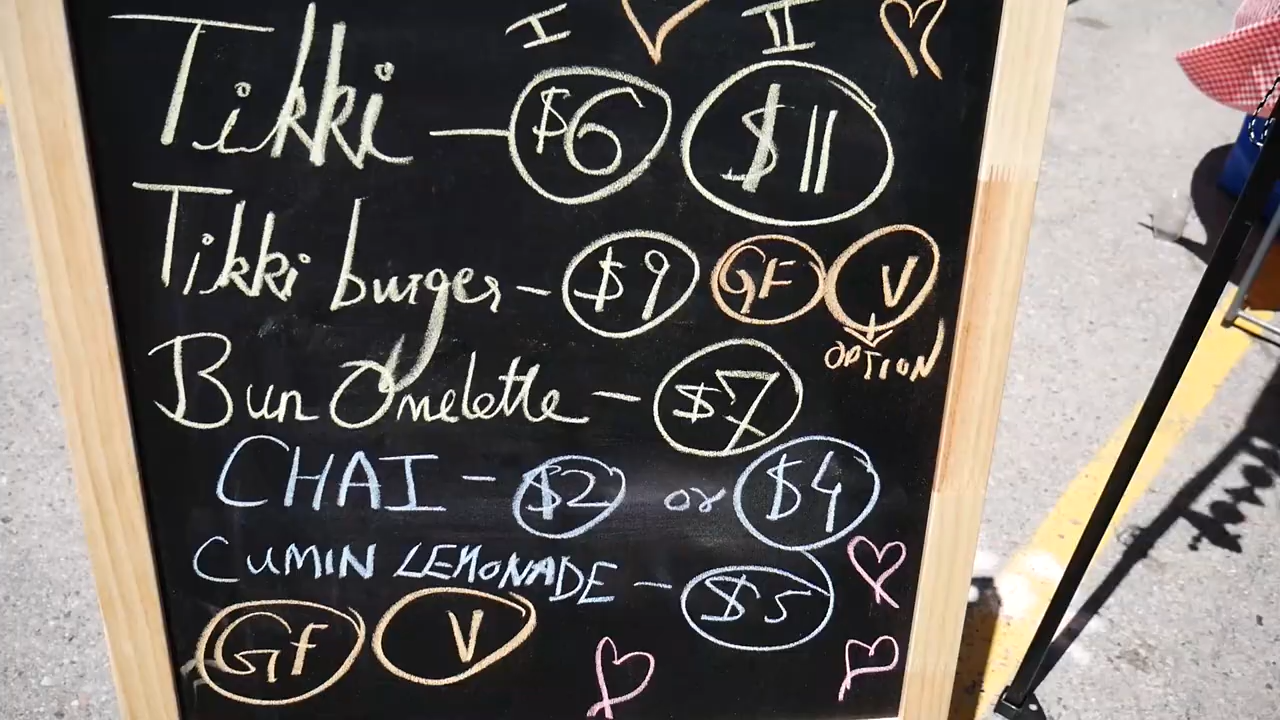 I II
Tikki — $6 $11
Tikki burger - $9 GF V
OPTION
Bun Omelette - $7
CHAI - $2 or $4
CUMIN LEMONADE - $5
GF V